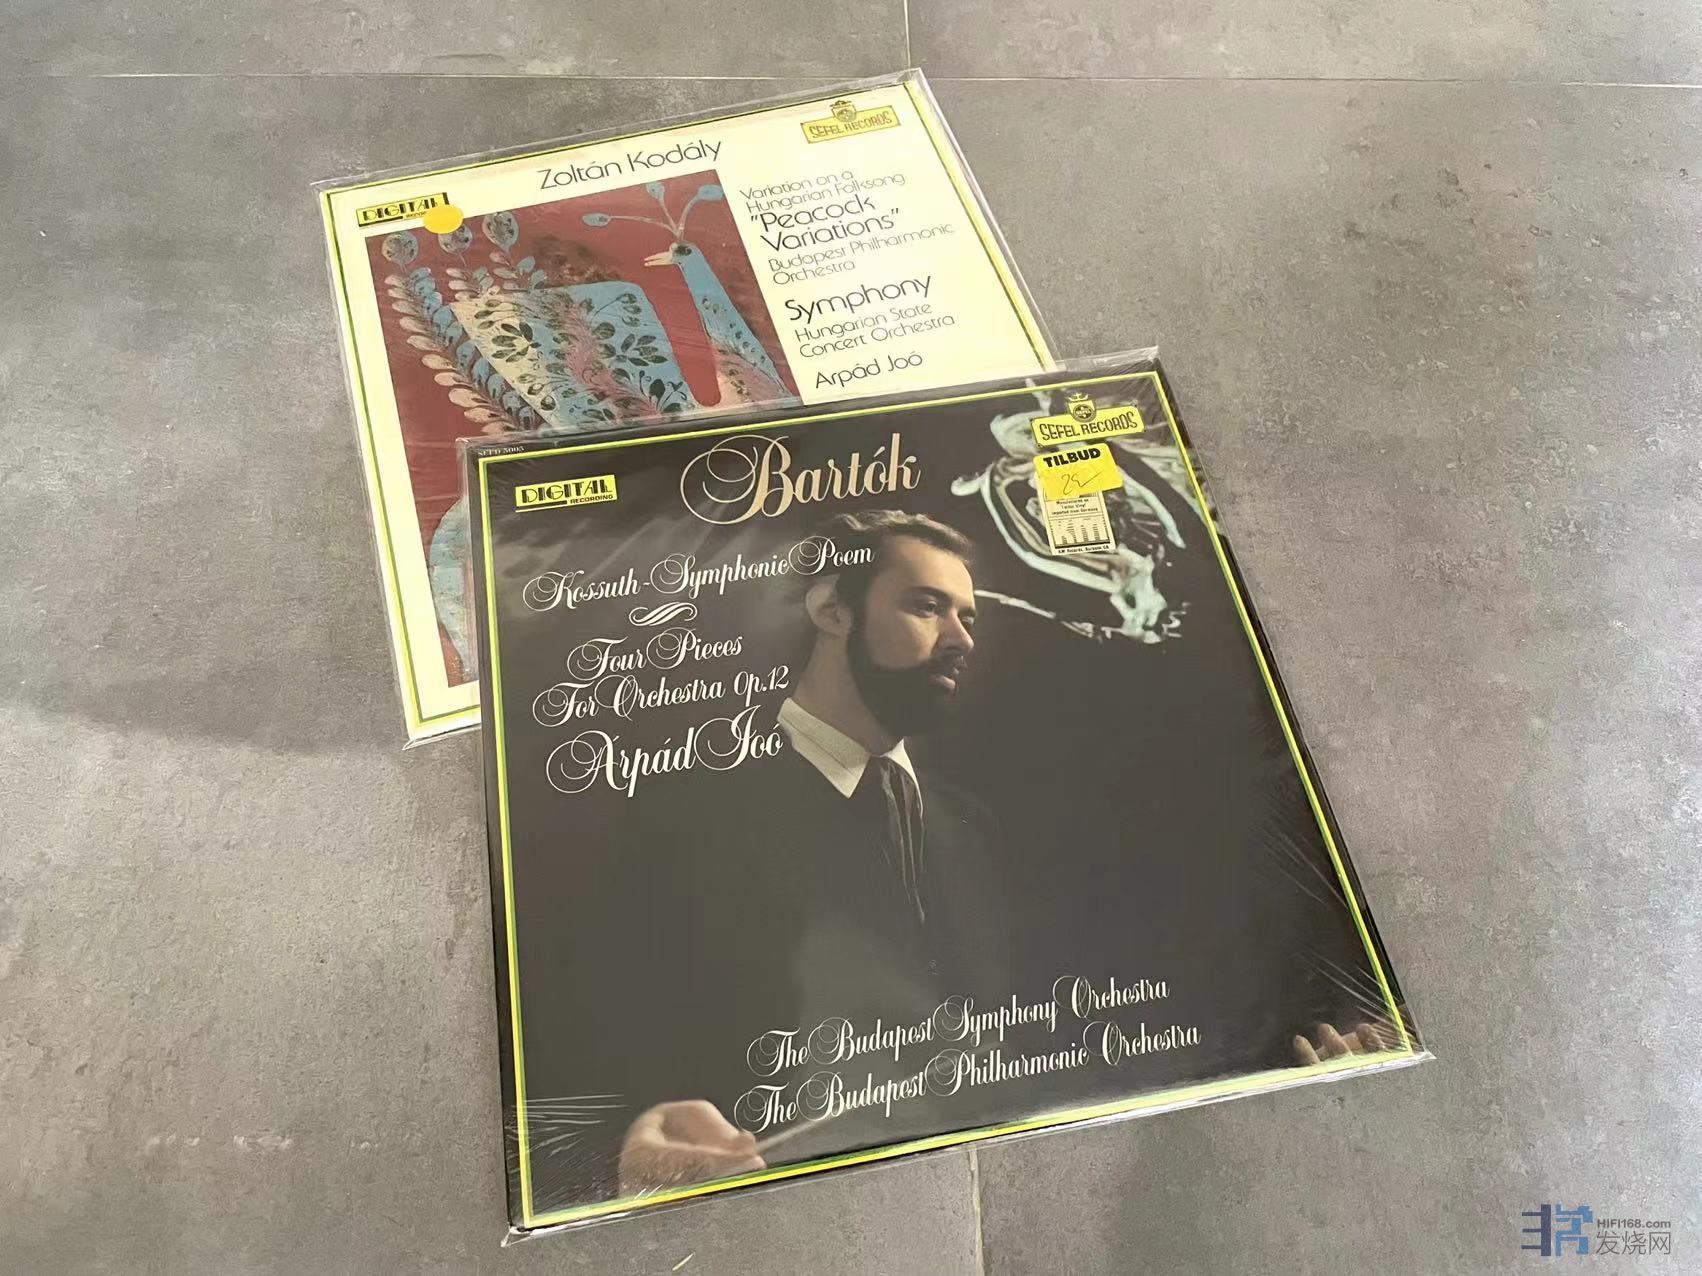 SEFEL RECORDS
Zoltán Kodály
DIGITAL
Variation on a
Hungarian Folksong
"Peacock
Variations"
Budapest Philharmonic
Orchestra
Symphony
Hungarian State
Concert Orchestra
Arpád Joó
SEFD 5005
SEFEL RECORDS
DIGITAL
RECORDING
Bartók
TILBUD
Kossuth-Symphonic Poem
Four Pieces
For Orchestra Op.12
Árpád Joó
The Budapest Symphony Orchestra
The Budapest Philharmonic Orchestra
HIFI168.com
发烧网